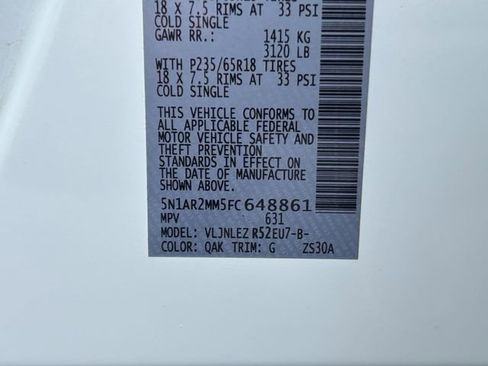 18 x 7.5 RIMS AT 33 PSI
COLD SINGLE
GAWR RR.: 1415 KG
3120 LB
WITH P235/65R18 TIRES
18 x 7.5 RIMS AT 33 PSI
COLD SINGLE
THIS VEHICLE CONFORMS TO
ALL APPLICABLE FEDERAL
MOTOR VEHICLE SAFETY AND
THEFT PREVENTION
STANDARDS IN EFFECT ON
THE DATE OF MANUFACTURE
SHOWN ABOVE.
5N1AR2MM5FC648861
MPV 631
MODEL: VLJNLEZ R52EU7-B-
COLOR: QAK TRIM: G ZS30A